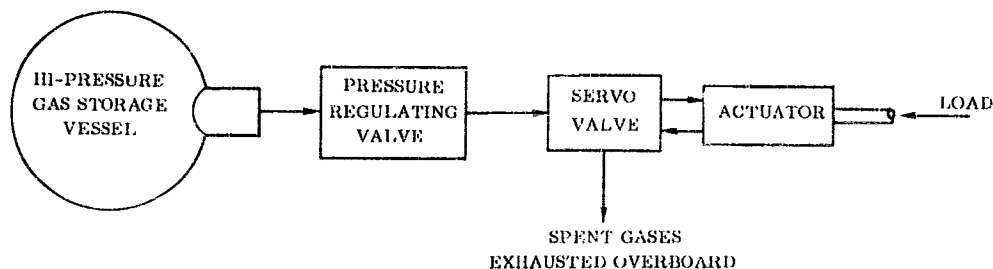 HI-PRESSURE
GAS STORAGE
VESSEL
PRESSURE
REGULATING
VALVE
SERVO
VALVE
ACTUATOR
LOAD
SPENT GASES
EXHAUSTED OVERBOARD